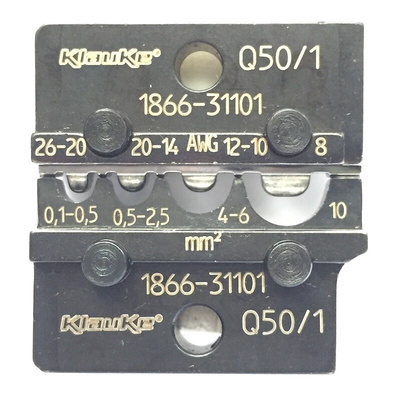 Klauke® Q50/1
1866-31101
26-20 20-14 AWG 12-10 8
0,1-0,5 0,5-2,5 4-6 10
mm²
1866-31101
Klauke® Q50/1